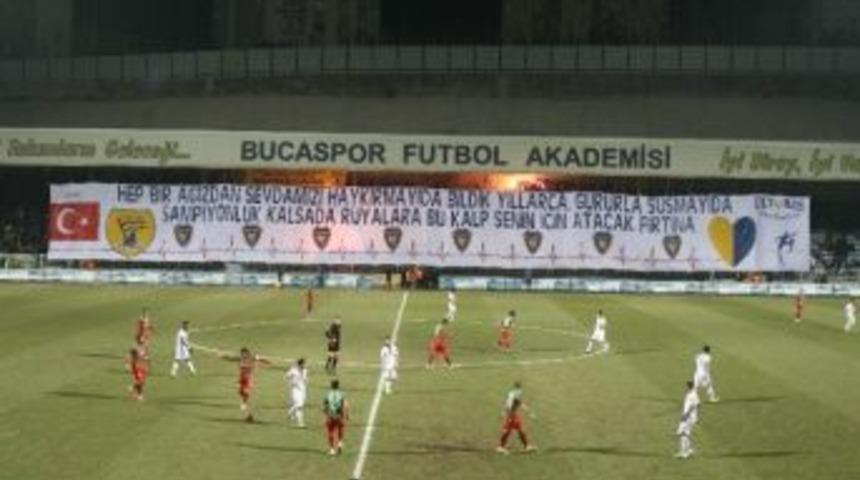 BUCASPOR FUTBOL AKADEMİSİ
HEP BİR AĞIZDAN SEVDAMIZI HAYKIRMAYIDA BİLDİK YILLARCA GURURLA SUSMAYIDA
ŞAMPİYONLUK KALSADA RÜYALARA BU KALP SENİN İÇİN ATACAK FIRTINA